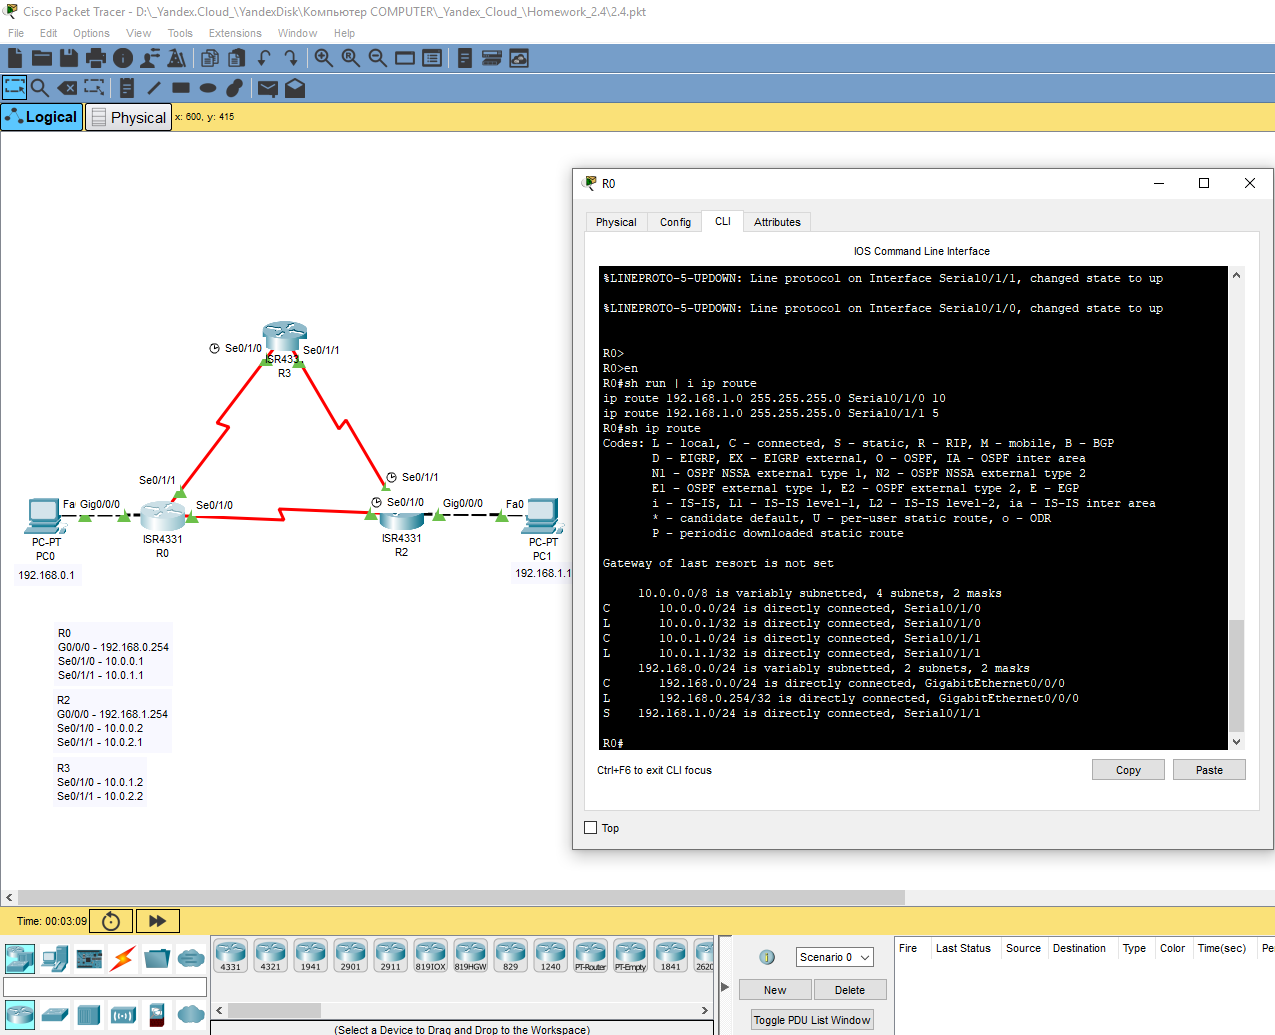 Cisco Packet Tracer - D:\_Yandex.Cloud_\YandexDisk\Компьютер COMPUTER\_Yandex_Cloud_\Homework_2.4\2.4.pkt
File Edit Options View Tools Extensions Window Help
Logical Physical x: 600, y: 415
Se0/1/0 Se0/1/1
ISR433
R3
Se0/1/1
Se0/1/1
Fa Gig0/0/0 Se0/1/0 Se0/1/0 Gig0/0/0 Fa0
PC-PT
PC0
ISR4331
R0
ISR4331
R2
PC-PT
PC1
192.168.0.1
192.168.1.1
R0
G0/0/0 - 192.168.0.254
Se0/1/0 - 10.0.0.1
Se0/1/1 - 10.0.1.1
R2
G0/0/0 - 192.168.1.254
Se0/1/0 - 10.0.0.2
Se0/1/1 - 10.0.2.1
R3
Se0/1/0 - 10.0.1.2
Se0/1/1 - 10.0.2.2
R0
Physical Config CLI Attributes
IOS Command Line Interface
%LINEPROTO-5-UPDOWN: Line protocol on Interface Serial0/1/1, changed state to up
%LINEPROTO-5-UPDOWN: Line protocol on Interface Serial0/1/0, changed state to up
R0>
R0>en
R0#sh run | i ip route
ip route 192.168.1.0 255.255.255.0 Serial0/1/0 10
ip route 192.168.1.0 255.255.255.0 Serial0/1/1 5
R0#sh ip route
Codes: L - local, C - connected, S - static, R - RIP, M - mobile, B - BGP
D - EIGRP, EX - EIGRP external, O - OSPF, IA - OSPF inter area
N1 - OSPF NSSA external type 1, N2 - OSPF NSSA external type 2
E1 - OSPF external type 1, E2 - OSPF external type 2, E - EGP
i - IS-IS, L1 - IS-IS level-1, L2 - IS-IS level-2, ia - IS-IS inter area
* - candidate default, U - per-user static route, o - ODR
P - periodic downloaded static route
Gateway of last resort is not set
10.0.0.0/8 is variably subnetted, 4 subnets, 2 masks
C 10.0.0.0/24 is directly connected, Serial0/1/0
L 10.0.0.1/32 is directly connected, Serial0/1/0
C 10.0.1.0/24 is directly connected, Serial0/1/1
L 10.0.1.1/32 is directly connected, Serial0/1/1
192.168.0.0/24 is variably subnetted, 2 subnets, 2 masks
C 192.168.0.0/24 is directly connected, GigabitEthernet0/0/0
L 192.168.0.254/32 is directly connected, GigabitEthernet0/0/0
S 192.168.1.0/24 is directly connected, Serial0/1/1
R0#
Ctrl+F6 to exit CLI focus
Copy Paste
Top
Time: 00:03:09
4331 4321 1941 2901 2911 819IOX 819HGW 829 1240 PT-Router PT-Empty 1841 2620
(Select a Device to Drag and Drop to the Workspace)
Scenario 0
New Delete
Toggle PDU List Window
Fire Last Status Source Destination Type Color Time(sec) Pe